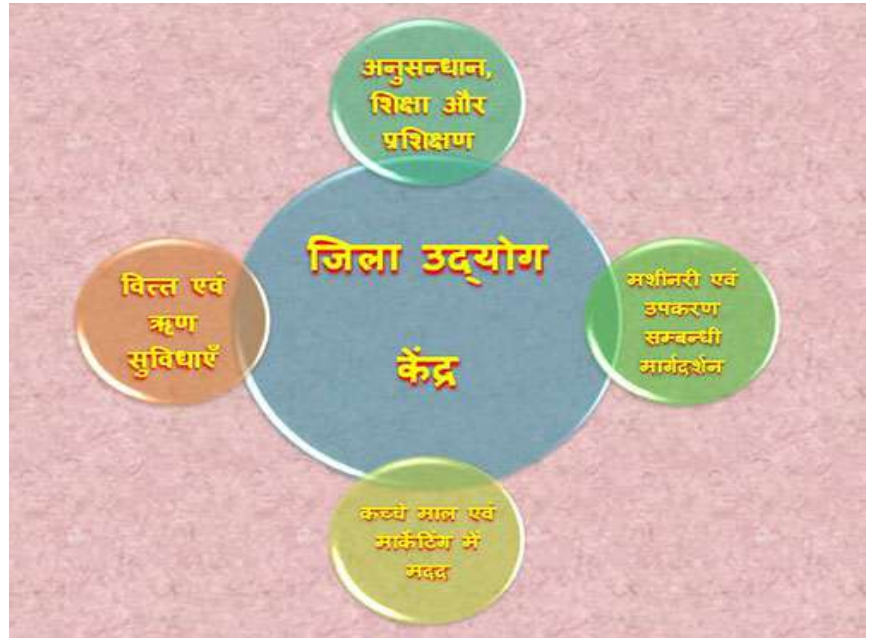 अनुसन्धान,
शिक्षा और
प्रशिक्षण
जिला उद्योग
केंद्र
वित्त एवं
ऋण
सुविधाएँ
मशीनरी एवं
उपकरण
सम्बन्धी
मार्गदर्शन
कच्चे माल एवं
मार्केटिंग में
मदद